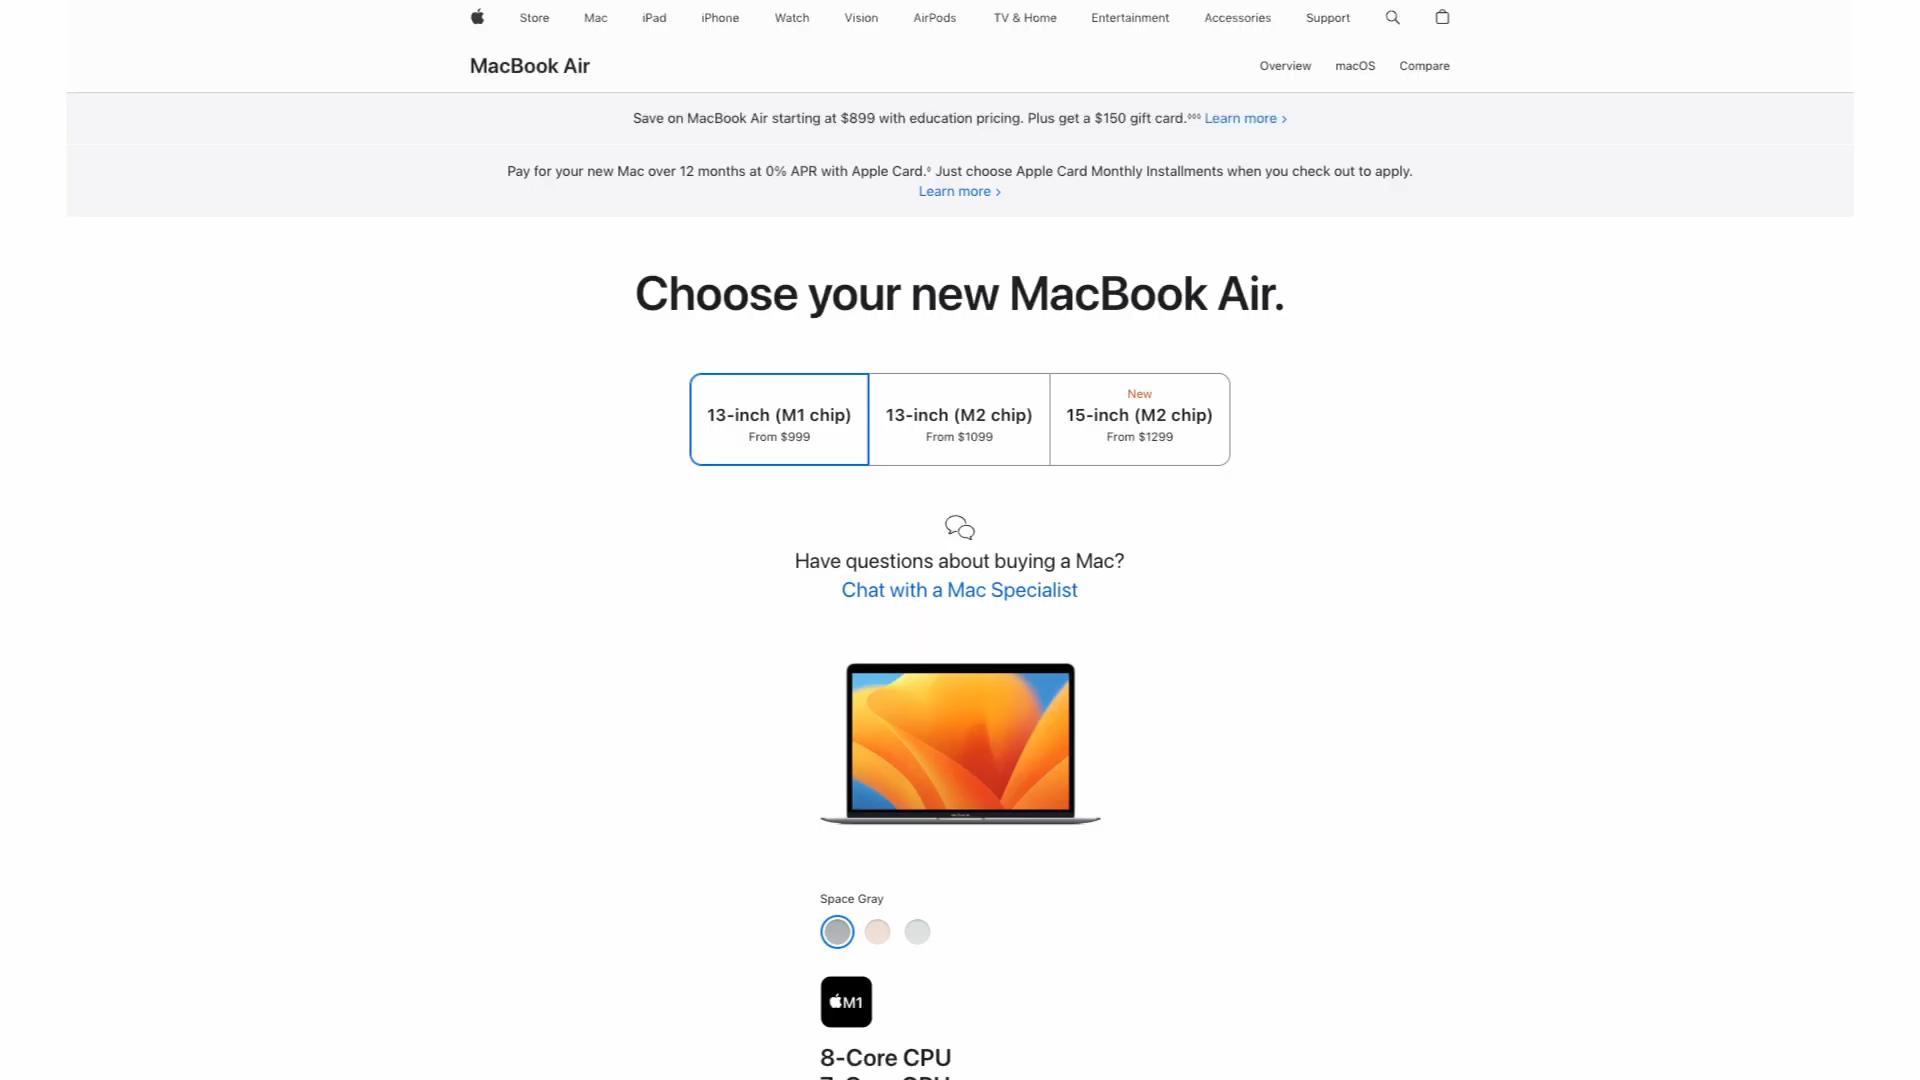 Store Mac iPad iPhone Watch Vision AirPods TV & Home Entertainment Accessories Support
MacBook Air
Overview macOS Compare
Save on MacBook Air starting at $899 with education pricing. Plus get a $150 gift card.◊◊◊ Learn more >
Pay for your new Mac over 12 months at 0% APR with Apple Card.◊ Just choose Apple Card Monthly Installments when you check out to apply.
Learn more >
Choose your new MacBook Air.
13-inch (M1 chip)
From $999
13-inch (M2 chip)
From $1099
New
15-inch (M2 chip)
From $1299
Have questions about buying a Mac?
Chat with a Mac Specialist
Space Gray
M1
8-Core CPU